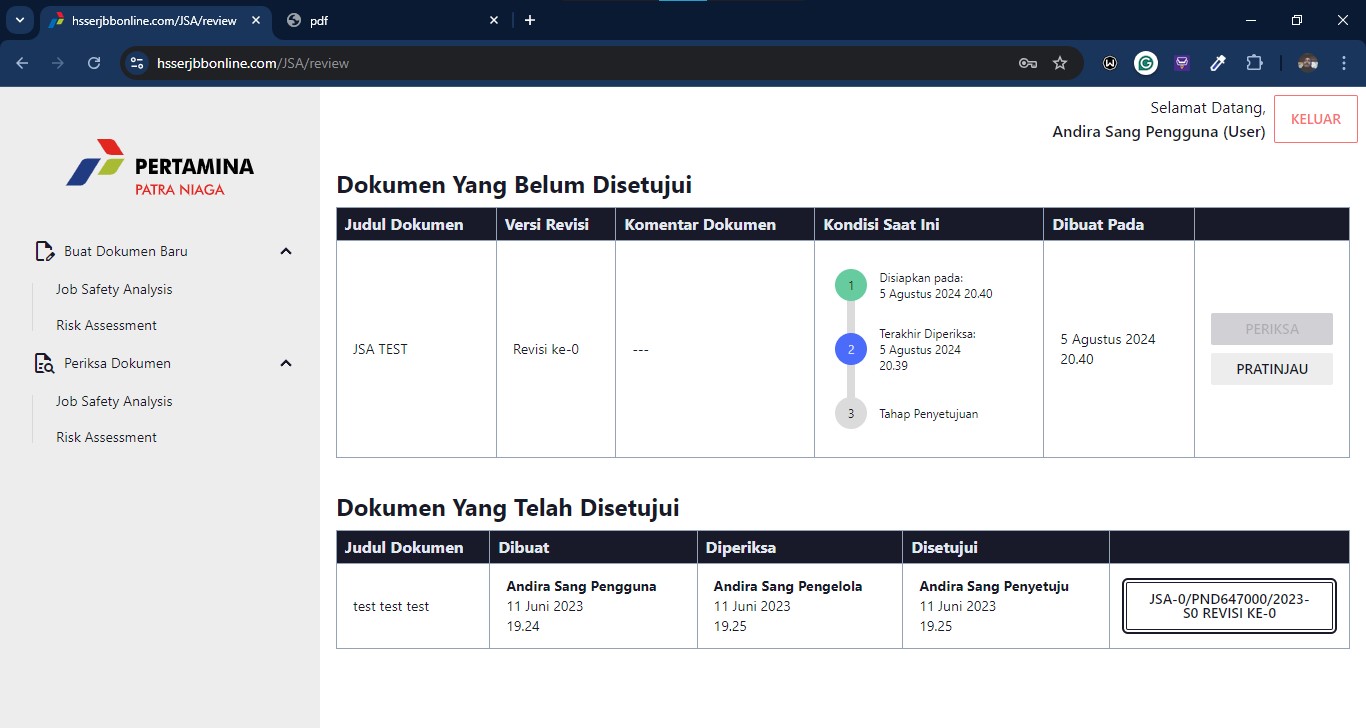 hsserjbbonline.com/JSA/review
pdf
hsserjbbonline.com/JSA/review
Selamat Datang,
Andira Sang Pengguna (User)
KELUAR
PERTAMINA
PATRA NIAGA
Buat Dokumen Baru
Job Safety Analysis
Risk Assessment
Periksa Dokumen
Job Safety Analysis
Risk Assessment
Dokumen Yang Belum Disetujui
Judul Dokumen Versi Revisi Komentar Dokumen Kondisi Saat Ini Dibuat Pada
JSA TEST
Revisi ke-0
---
1
Disiapkan pada:
5 Agustus 2024 20.40
2
Terakhir Diperiksa:
5 Agustus 2024
20.39
3
Tahap Penyetujuan
5 Agustus 2024
20.40
PERIKSA
PRATINJAU
Dokumen Yang Telah Disetujui
Judul Dokumen Dibuat Diperiksa Disetujui
test test test
Andira Sang Pengguna
11 Juni 2023
19.24
Andira Sang Pengelola
11 Juni 2023
19.25
Andira Sang Penyetuju
11 Juni 2023
19.25
JSA-0/PND647000/2023-
S0 REVISI KE-0